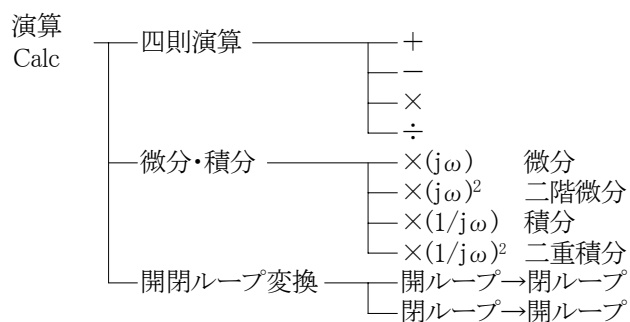 演算 四則演算 +
Calc
−
×
÷
微分・積分 ×(jω) 微分
×(jω)² 二階微分
×(1/jω) 積分
×(1/jω)² 二重積分
開閉ループ変換 開ループ→閉ループ
閉ループ→開ループ